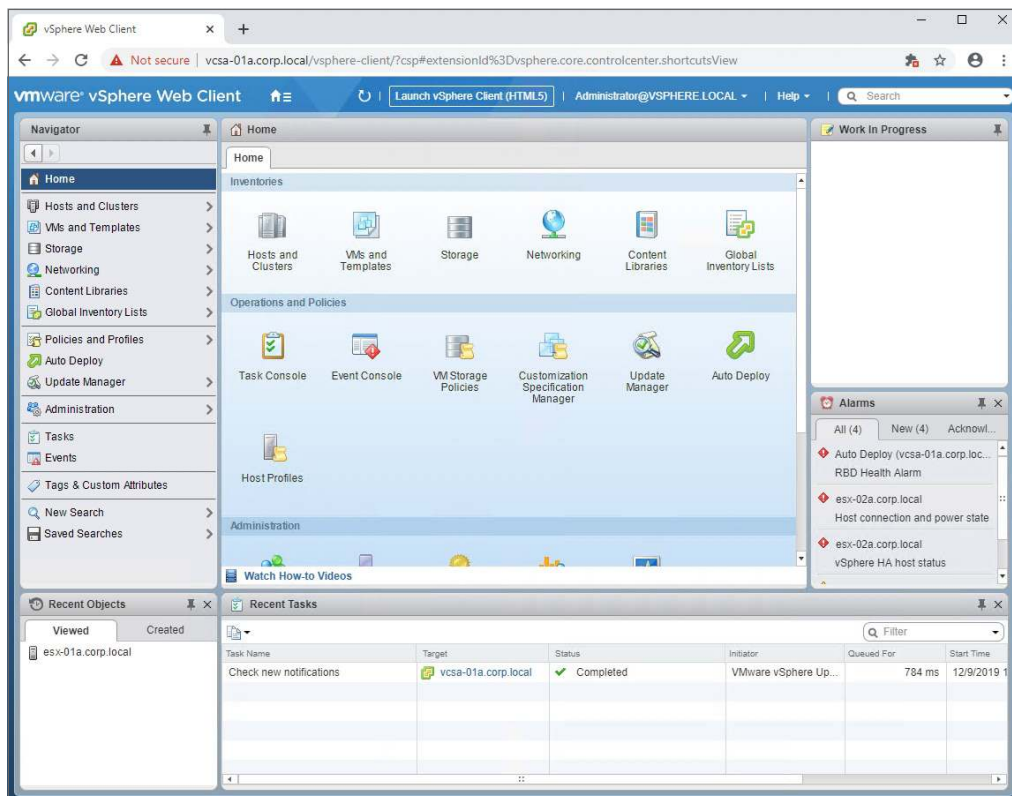 vSphere Web Client
Not secure | vcsa-01a.corp.local/vsphere-client/?csp#extensionId%3Dvsphere.core.controlcenter.shortcutsView
vmware® vSphere Web Client
Launch vSphere Client (HTML5) | Administrator@VSPHERE.LOCAL | Help | Search
Navigator
Home
Hosts and Clusters
VMs and Templates
Storage
Networking
Content Libraries
Global Inventory Lists
Policies and Profiles
Auto Deploy
Update Manager
Administration
Tasks
Events
Tags & Custom Attributes
New Search
Saved Searches
Home
Home
Inventories
Hosts and
Clusters
VMs and
Templates
Storage
Networking
Content
Libraries
Global
Inventory Lists
Operations and Policies
Task Console
Event Console
VM Storage
Policies
Customization
Specification
Manager
Update
Manager
Auto Deploy
Host Profiles
Administration
Watch How-to Videos
Work In Progress
Alarms
All (4) New (4) Acknowl...
Auto Deploy (vcsa-01a.corp.loc...
RBD Health Alarm
esx-02a.corp.local
Host connection and power state
esx-02a.corp.local
vSphere HA host status
Recent Objects
Viewed Created
esx-01a.corp.local
Recent Tasks
Filter
Task Name Target Status Initiator Queued For Start Time
Check new notifications vcsa-01a.corp.local Completed VMware vSphere Up... 784 ms 12/9/2019 1